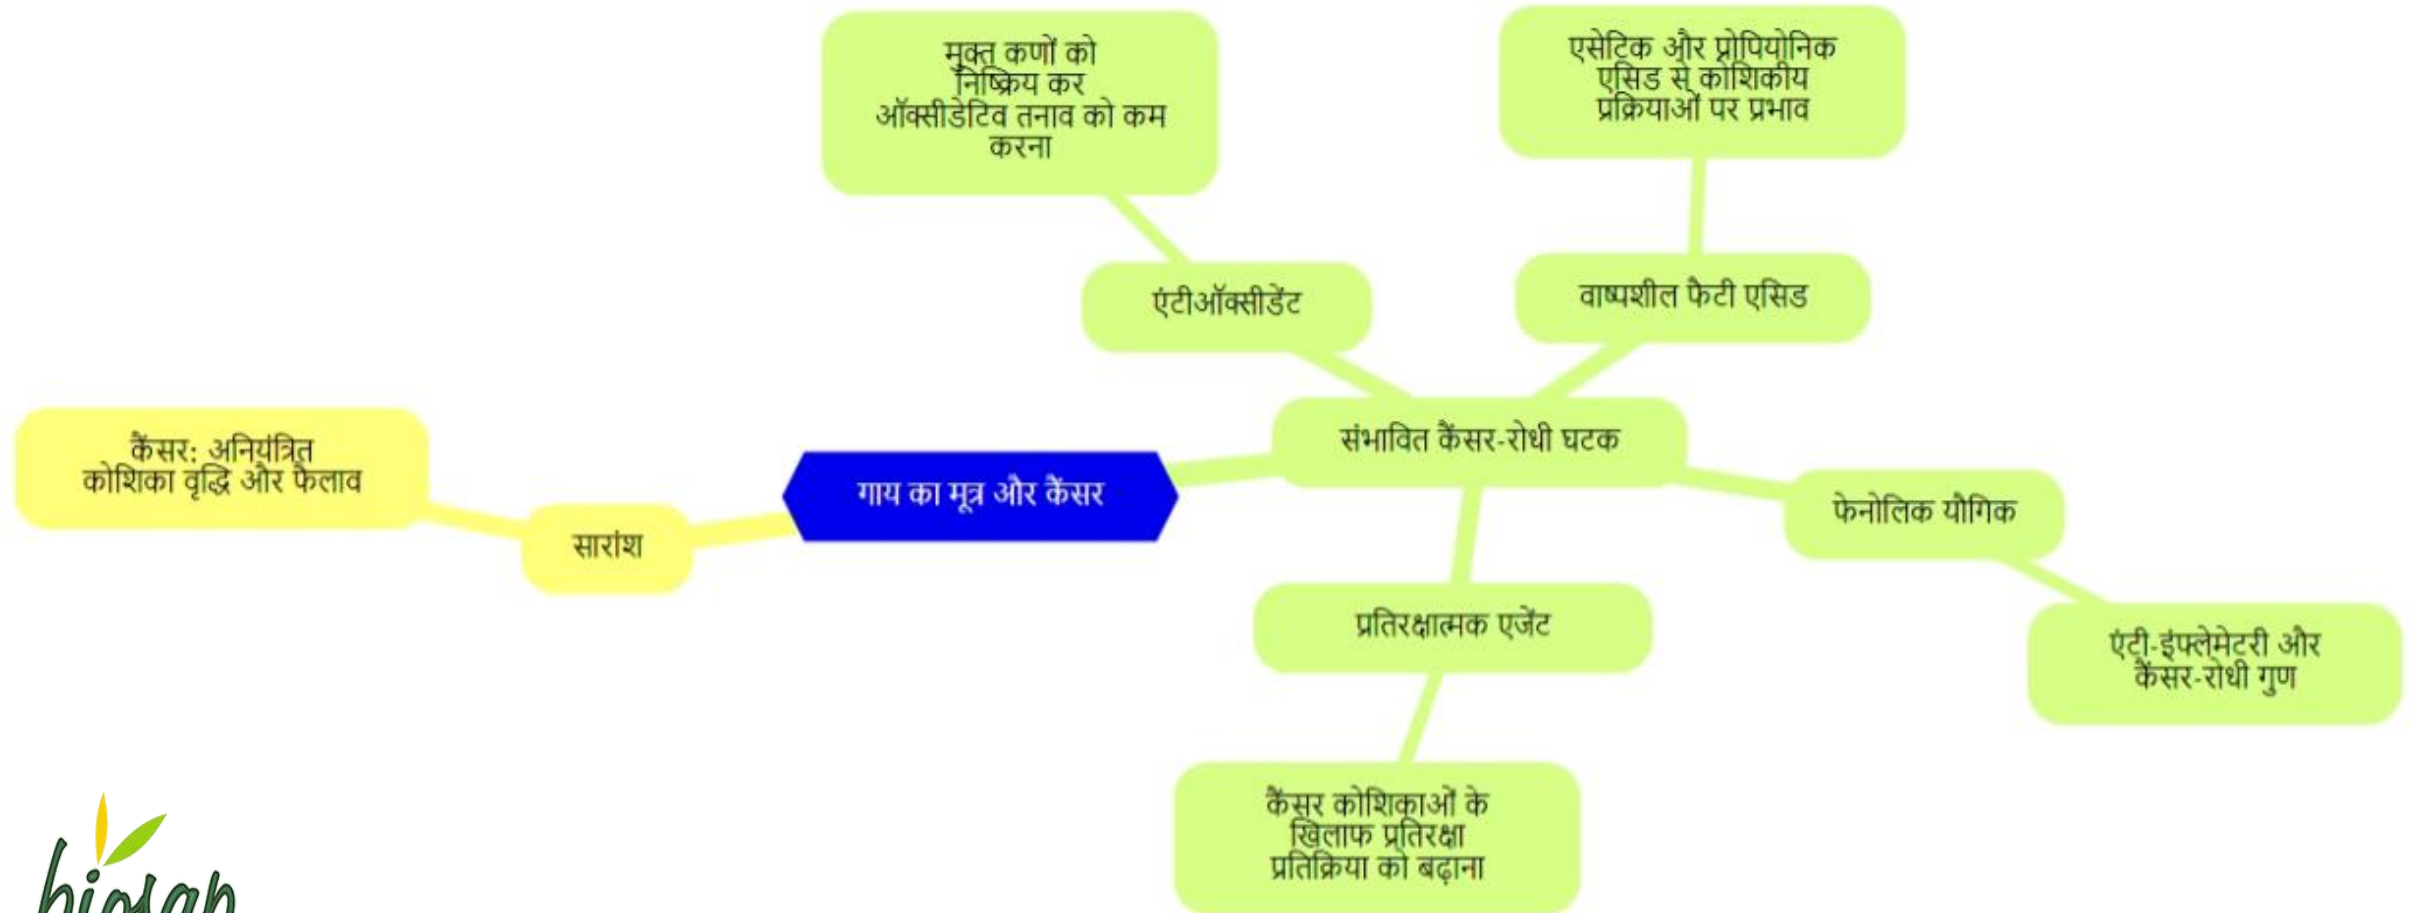 मुक्त कणों को
निष्क्रिय कर
ऑक्सीडेटिव तनाव को कम
करना
एसेटिक और प्रोपियोनिक
एसिड से कोशिकीय
प्रक्रियाओं पर प्रभाव
एंटीऑक्सीडेंट
वाष्पशील फैटी एसिड
संभावित कैंसर-रोधी घटक
कैंसर: अनियंत्रित
कोशिका वृद्धि और फैलाव
सारांश
गाय का मूत्र और कैंसर
फेनोलिक यौगिक
प्रतिरक्षात्मक एजेंट
एंटी-इंफ्लेमेटरी और
कैंसर-रोधी गुण
कैंसर कोशिकाओं के
खिलाफ प्रतिरक्षा
प्रतिक्रिया को बढ़ाना